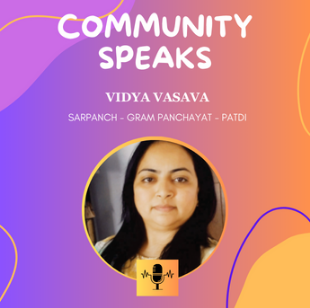 COMMUNITY
SPEAKS
VIDYA VASAVA
SARPANCH - GRAM PANCHAYAT - PATDI